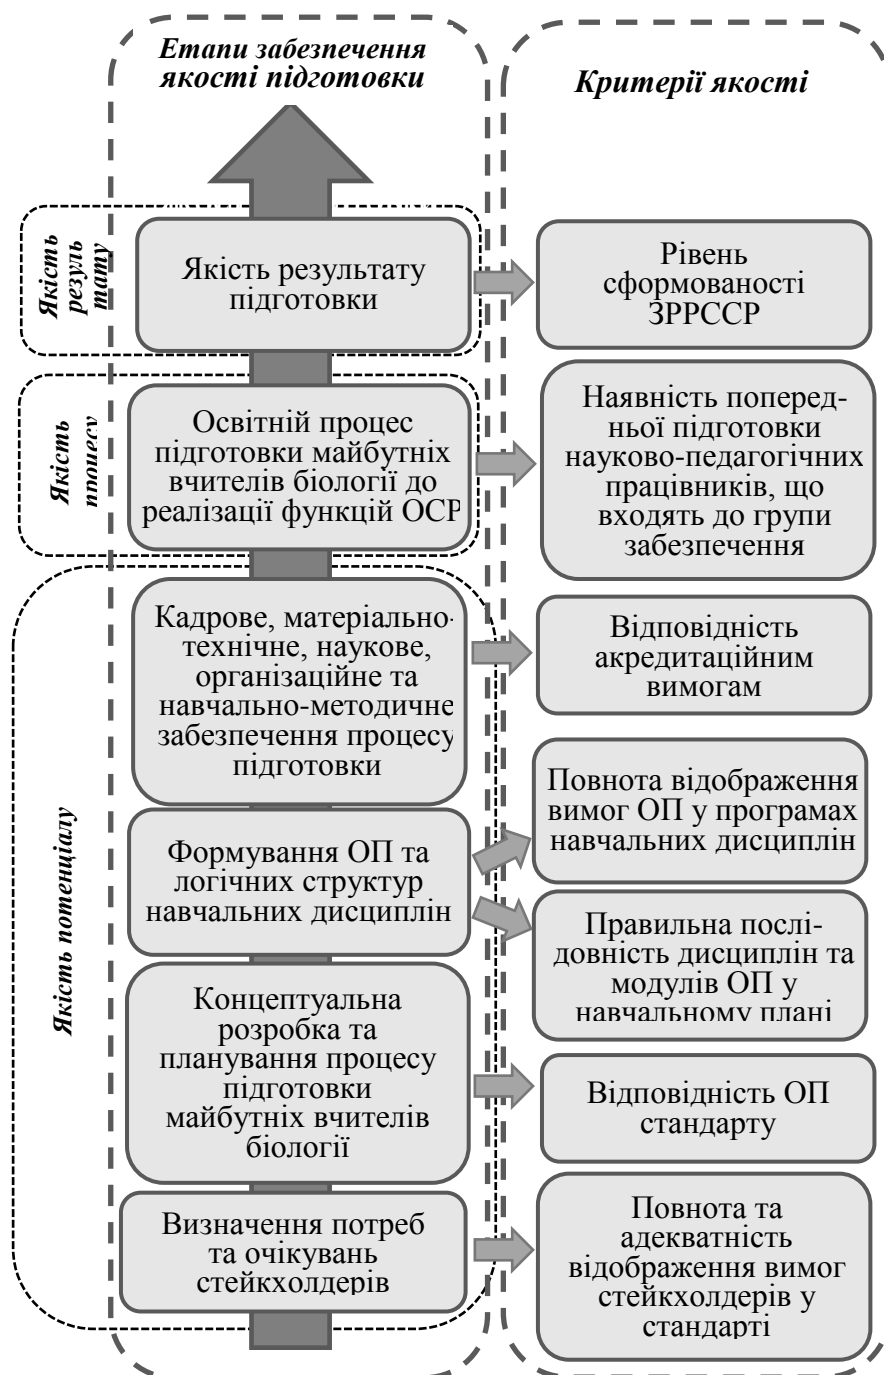 Етапи забезпечення
якості підготовки
Критерії якості
Якість
резуль
тату
Якість результату
підготовки
Рівень
сформованості
ЗРРССР
Якість
процесу
Освітній процес
підготовки майбутніх
вчителів біології до
реалізації функцій ОСР
Наявність поперед-
ньої підготовки
науково-педагогічних
працівників, що
входять до групи
забезпечення
Якість потенціалу
Кадрове, матеріально-
технічне, наукове,
організаційне та
навчально-методичне
забезпечення процесу
підготовки
Відповідність
акредитаційним
вимогам
Формування ОП та
логічних структур
навчальних дисциплін
Повнота відображення
вимог ОП у програмах
навчальних дисциплін
Правильна послі-
довність дисциплін та
модулів ОП у
навчальному плані
Концептуальна
розробка та
планування процесу
підготовки
майбутніх вчителів
біології
Відповідність ОП
стандарту
Визначення потреб
та очікувань
стейкхолдерів
Повнота та
адекватність
відображення вимог
стейкхолдерів у
стандарті